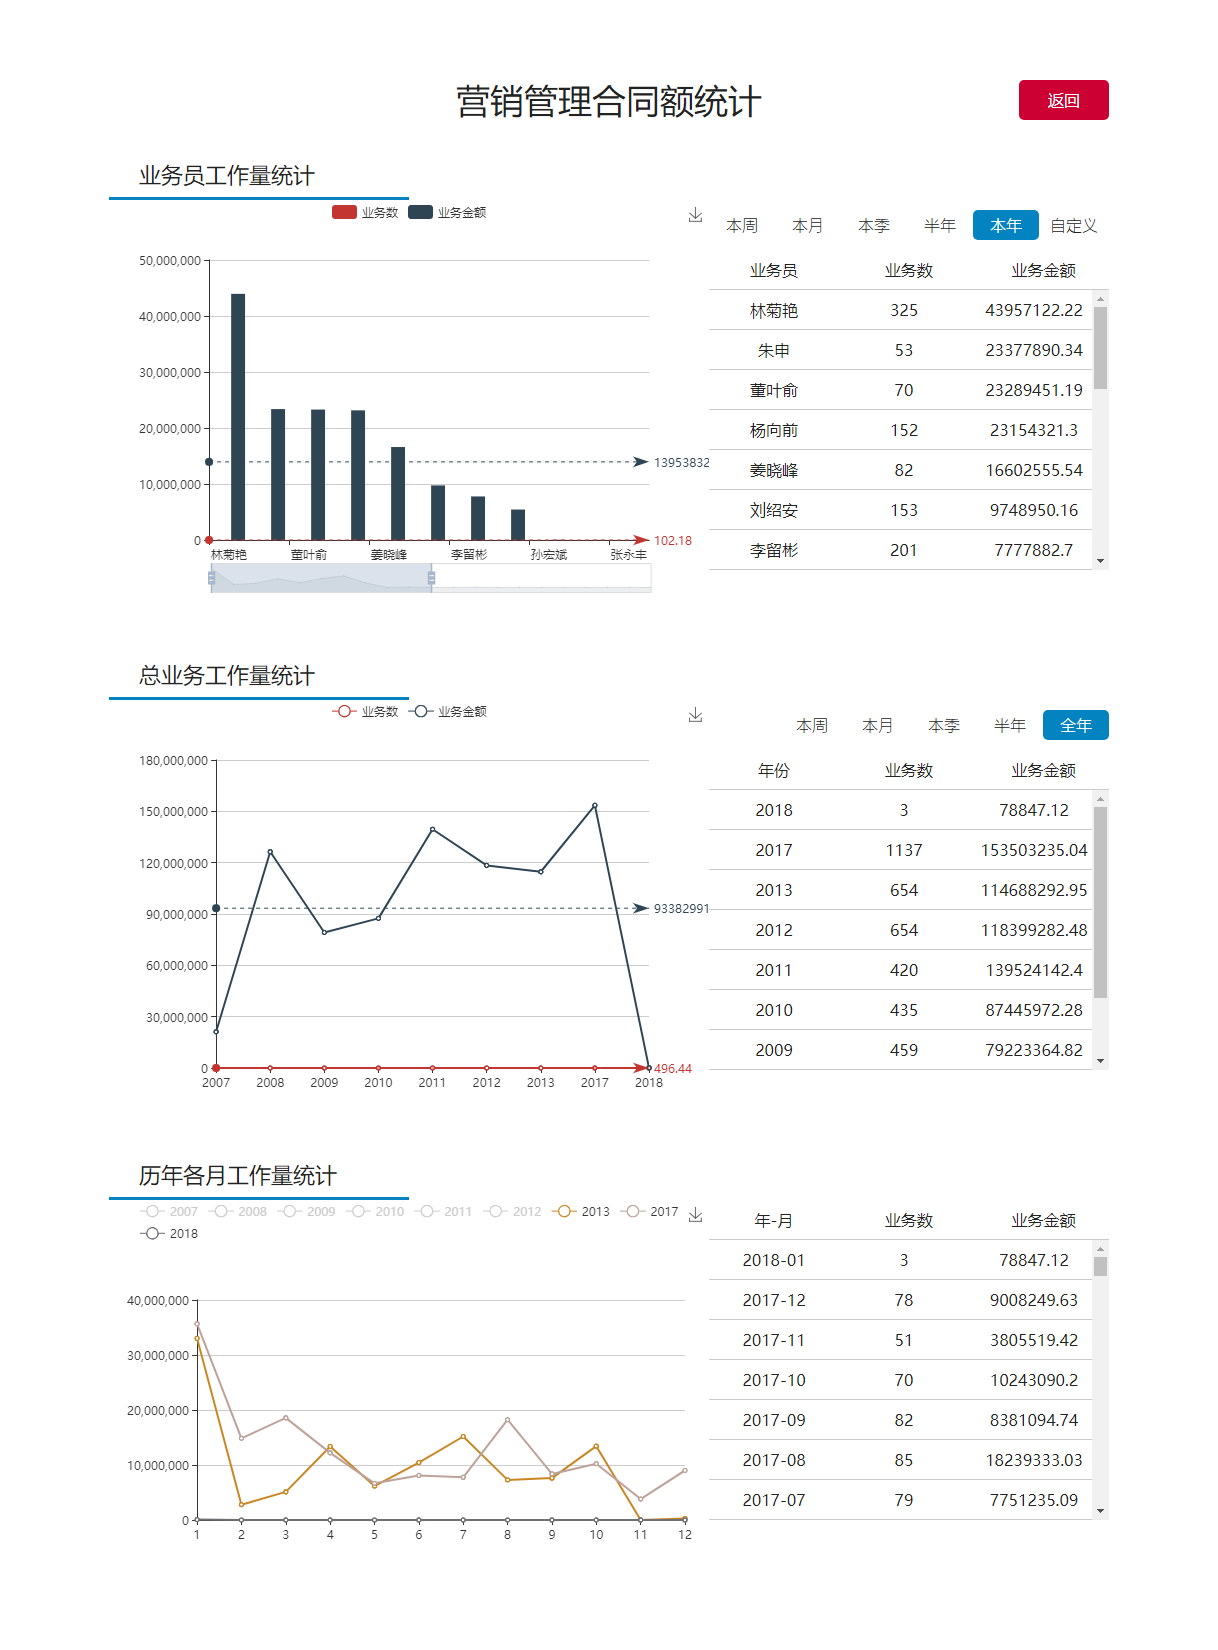 营销管理合同额统计
返回
业务员工作量统计
业务数 业务金额
本周 本月 本季 半年 本年 自定义
50,000,000
40,000,000
30,000,000
20,000,000
10,000,000
0
13953832
102.18
林菊艳 董叶俞 姜晓峰 李留彬 孙宏斌 张永丰
业务员 业务数 业务金额
林菊艳 325 43957122.22
朱申 53 23377890.34
董叶俞 70 23289451.19
杨向前 152 23154321.3
姜晓峰 82 16602555.54
刘绍安 153 9748950.16
李留彬 201 7777882.7
总业务工作量统计
业务数 业务金额
本周 本月 本季 半年 全年
180,000,000
150,000,000
120,000,000
90,000,000
60,000,000
30,000,000
0
93382991
496.44
2007 2008 2009 2010 2011 2012 2013 2017 2018
年份 业务数 业务金额
2018 3 78847.12
2017 1137 153503235.04
2013 654 114688292.95
2012 654 118399282.48
2011 420 139524142.4
2010 435 87445972.28
2009 459 79223364.82
历年各月工作量统计
2007 2008 2009 2010 2011 2012 2013 2017
2018
40,000,000
30,000,000
20,000,000
10,000,000
0
1 2 3 4 5 6 7 8 9 10 11 12
年-月 业务数 业务金额
2018-01 3 78847.12
2017-12 78 9008249.63
2017-11 51 3805519.42
2017-10 70 10243090.2
2017-09 82 8381094.74
2017-08 85 18239333.03
2017-07 79 7751235.09